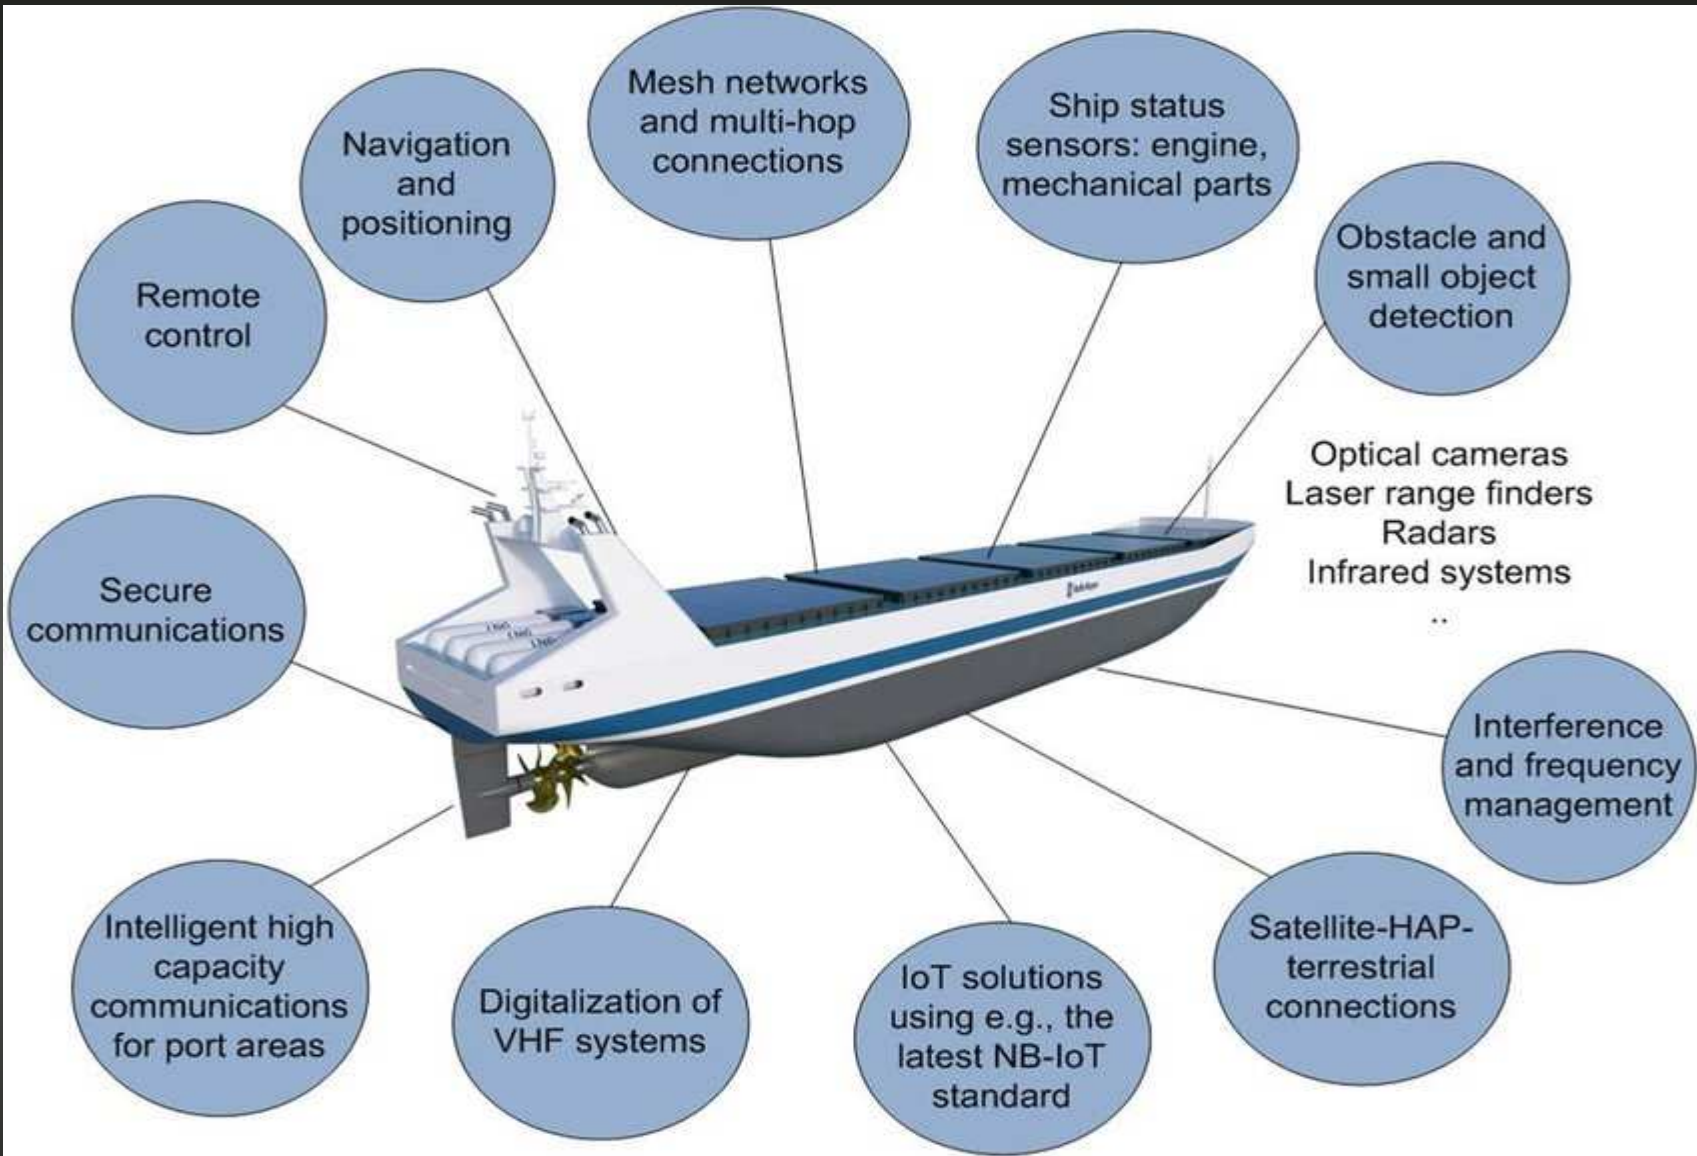 Mesh networks
and multi-hop
connections
Ship status
sensors: engine,
mechanical parts
Navigation
and
positioning
Obstacle and
small object
detection
Remote
control
Optical cameras
Laser range finders
Radars
Infrared systems
..
Secure
communications
LNG
LNG
LNG
Interference
and frequency
management
Intelligent high
capacity
communications
for port areas
Digitalization of
VHF systems
IoT solutions
using e.g., the
latest NB-IoT
standard
Satellite-HAP-
terrestrial
connections